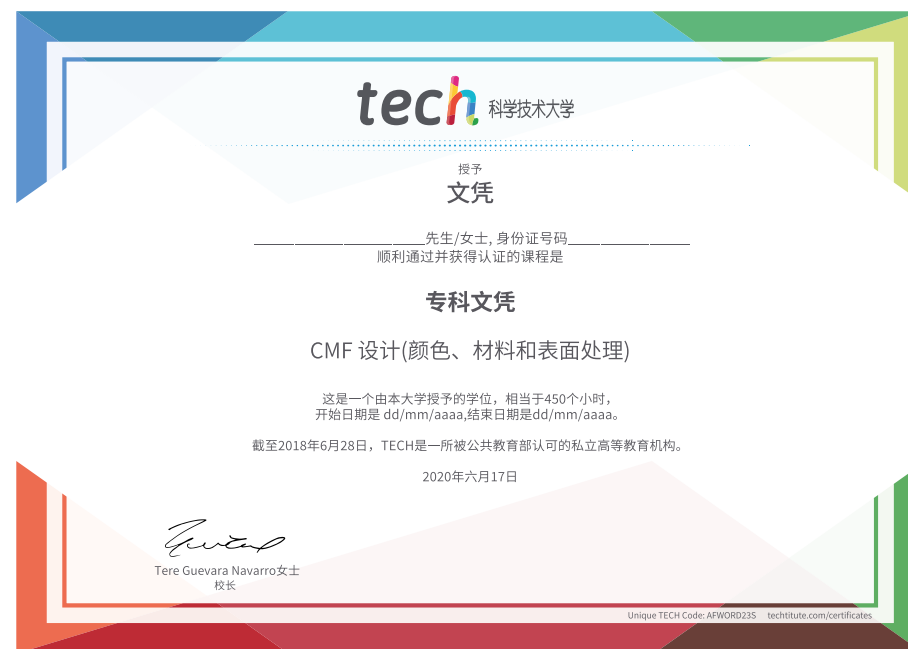 tech 科学技术大学
授予
文凭
____________________先生/女士, 身份证号码______________
顺利通过并获得认证的课程是
专科文凭
CMF 设计(颜色、材料和表面处理)
这是一个由本大学授予的学位，相当于450个小时，
开始日期是 dd/mm/aaaa,结束日期是dd/mm/aaaa。
截至2018年6月28日，TECH是一所被公共教育部认可的私立高等教育机构。
2020年六月17日
Tere Guevara Navarro女士
校长
Unique TECH Code: AFWORD23S techtitute.com/certificates